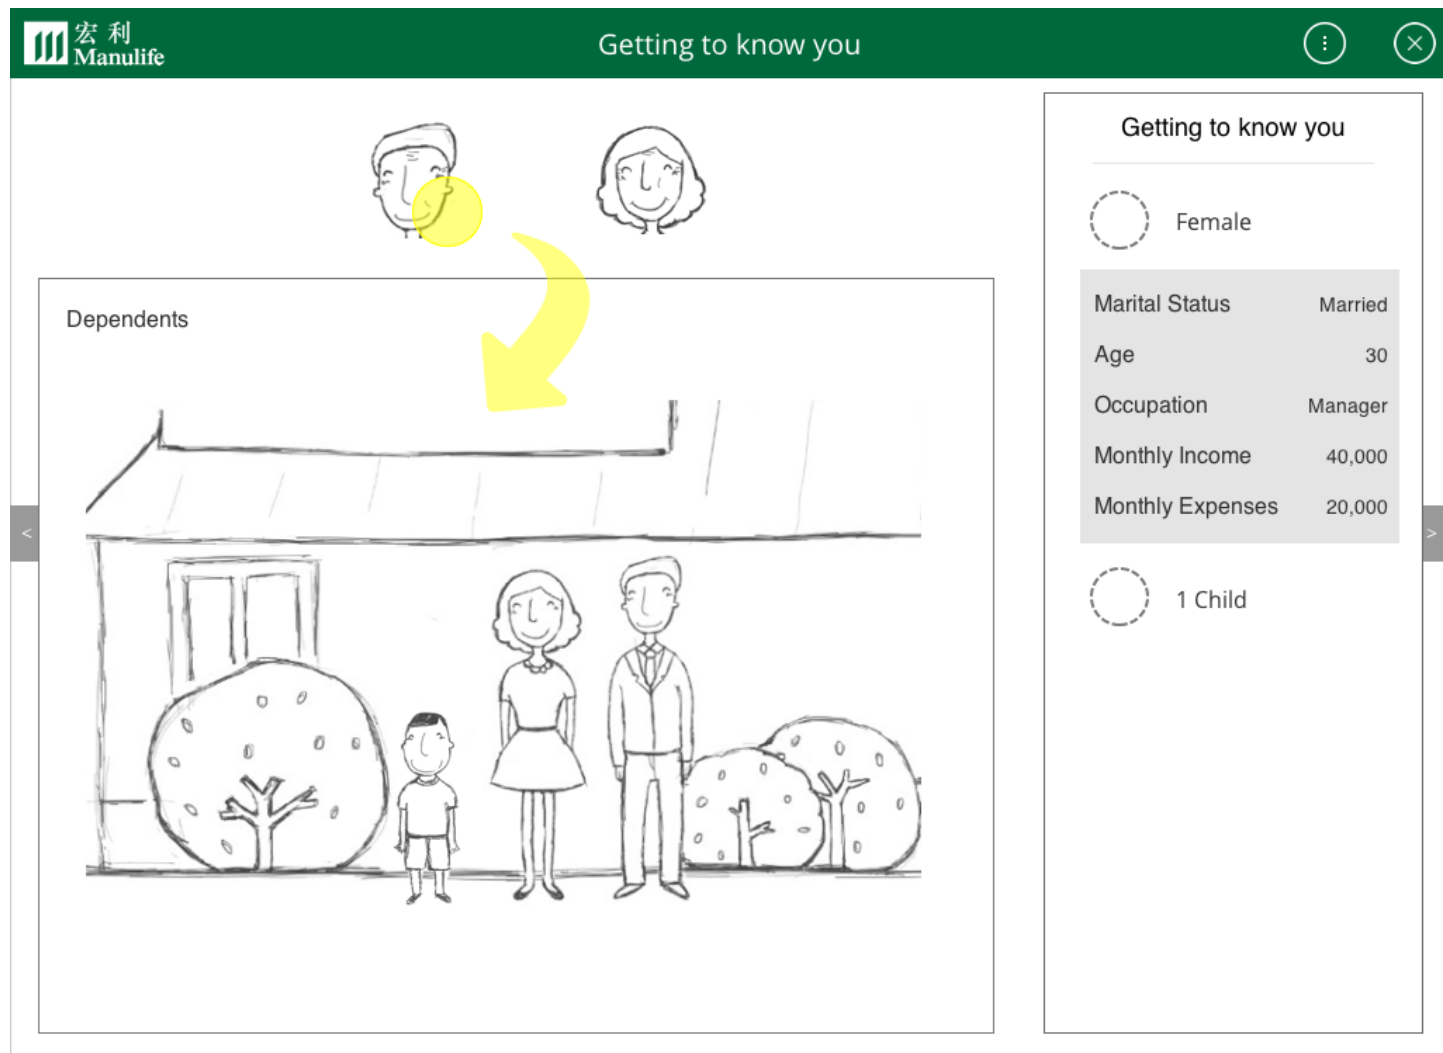 宏利
Manulife
Getting to know you
Dependents
Getting to know you
Female
Marital Status Married
Age 30
Occupation Manager
Monthly Income 40,000
Monthly Expenses 20,000
1 Child
<
>